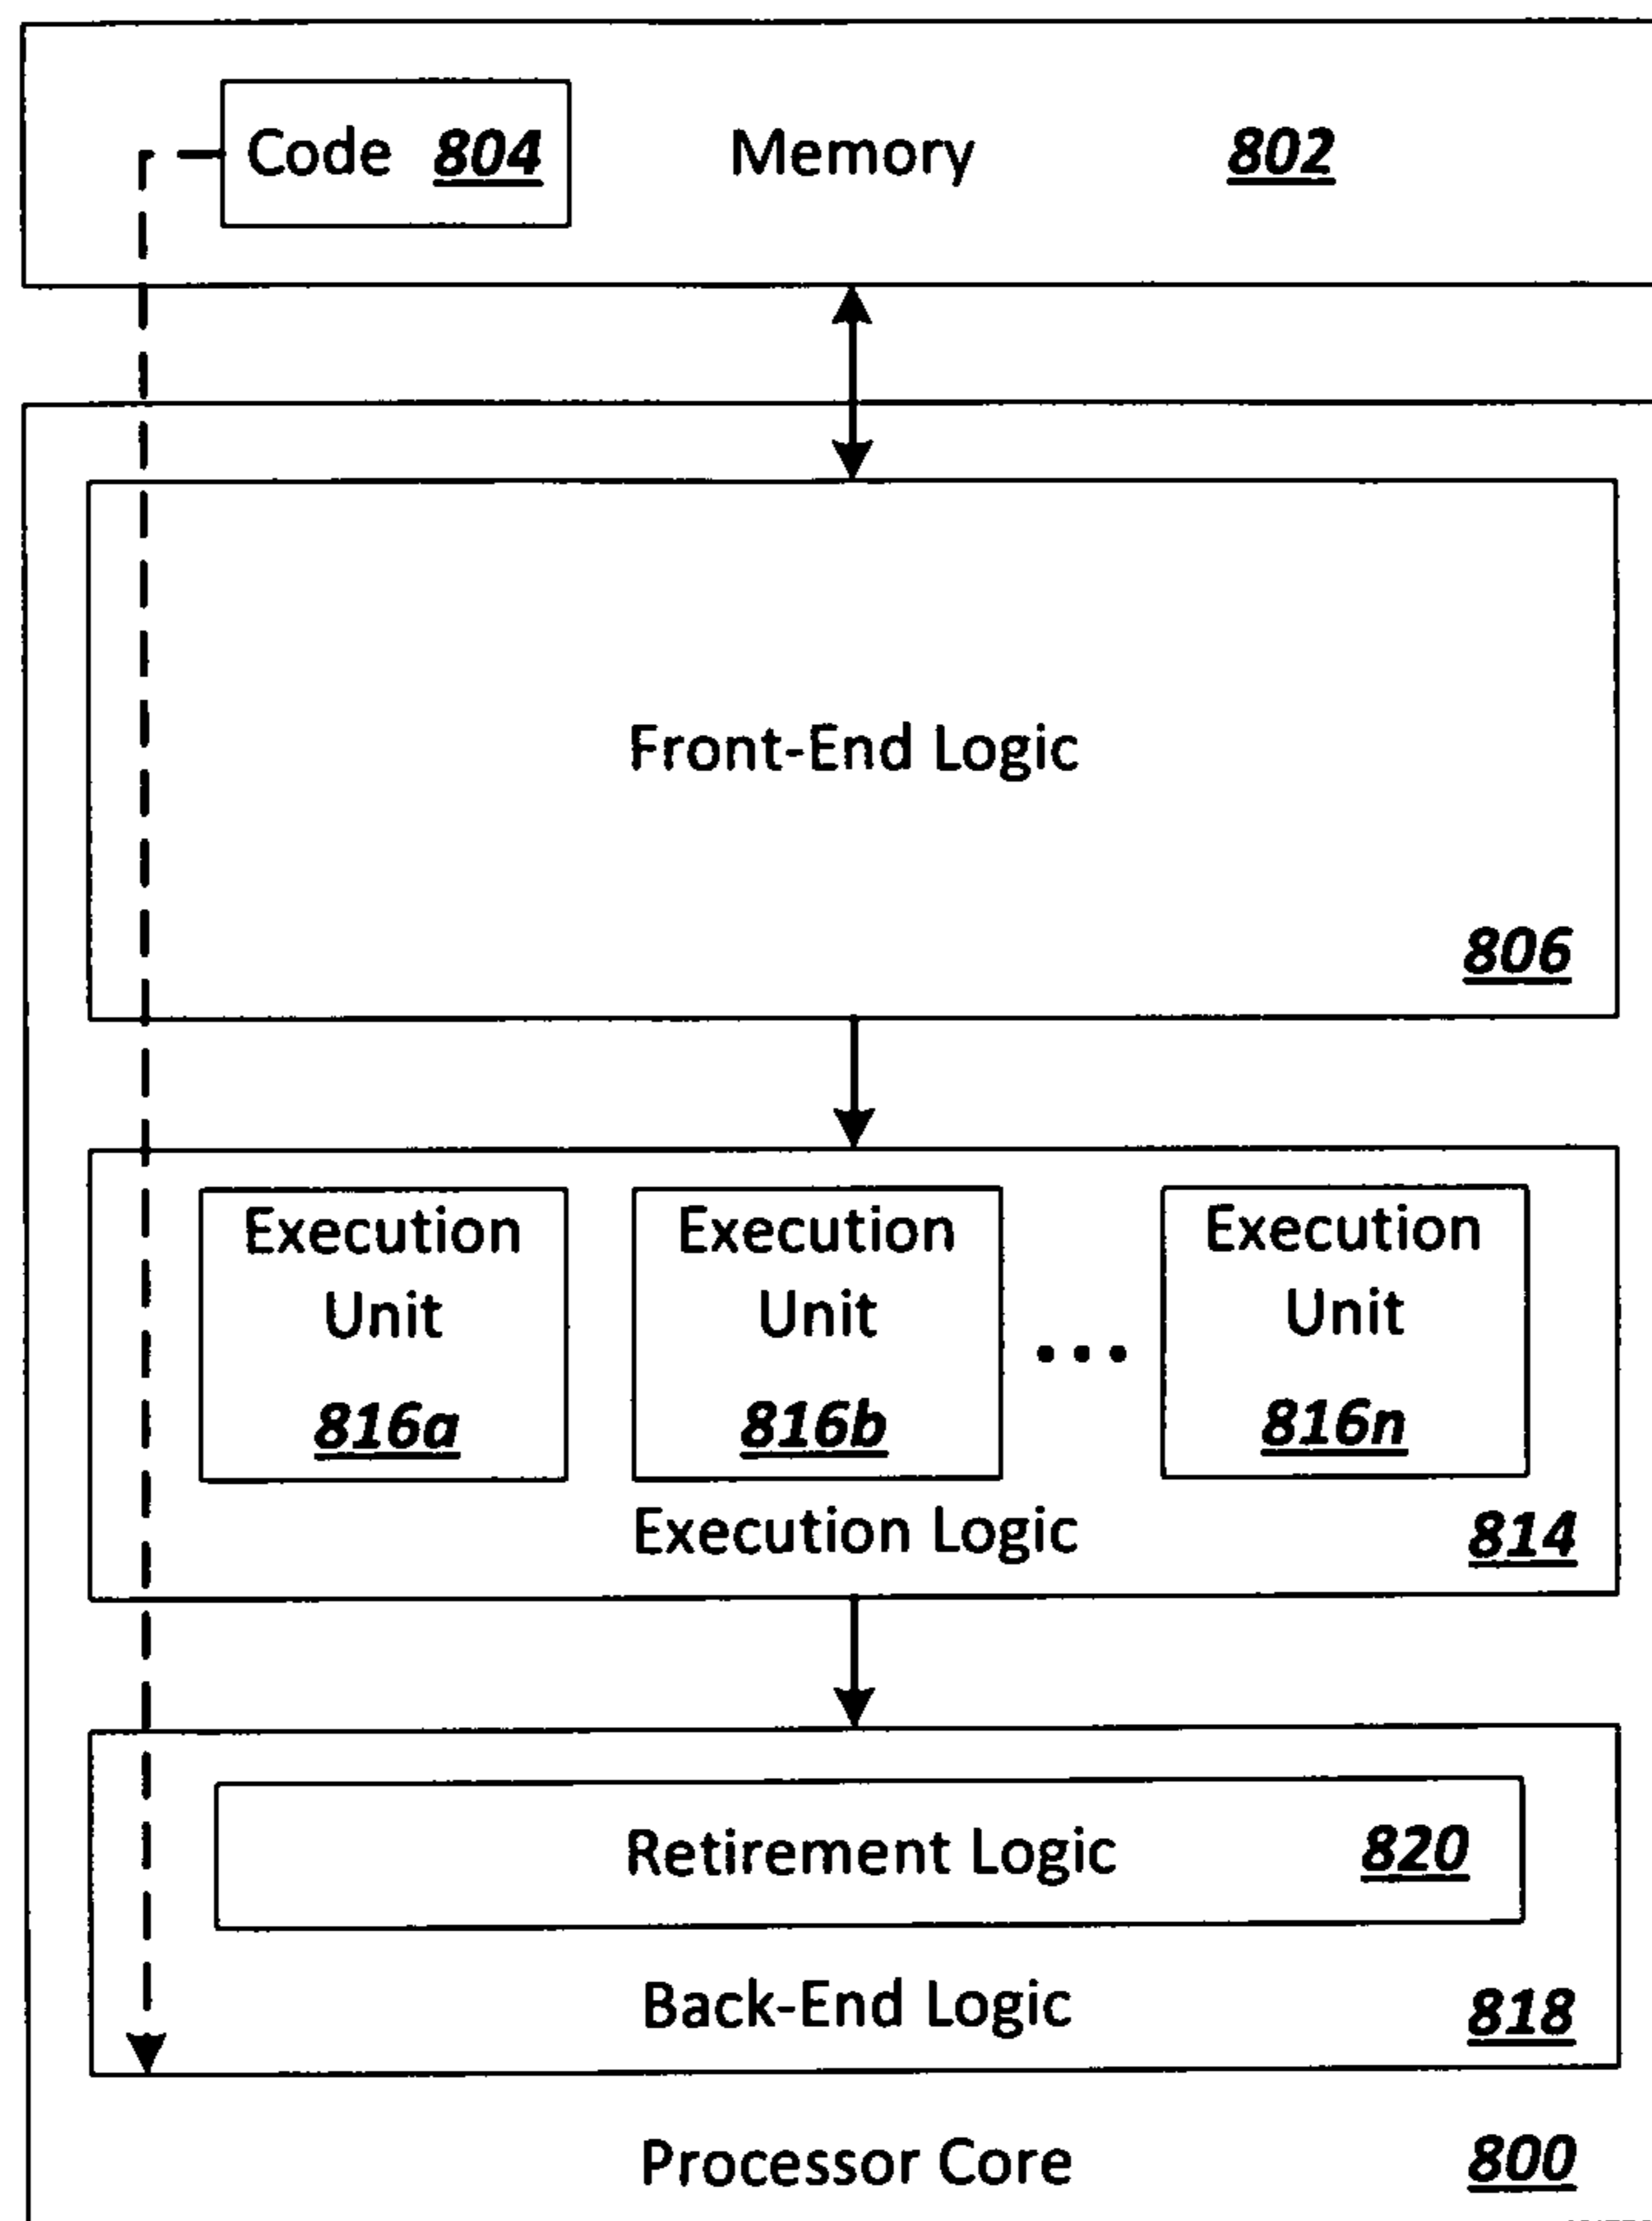 Code 804 Memory 802
Front-End Logic
806
Execution Unit 816a
Execution Unit 816b
•••
Execution Unit 816n
Execution Logic 814
Retirement Logic 820
Back-End Logic 818
Processor Core 800